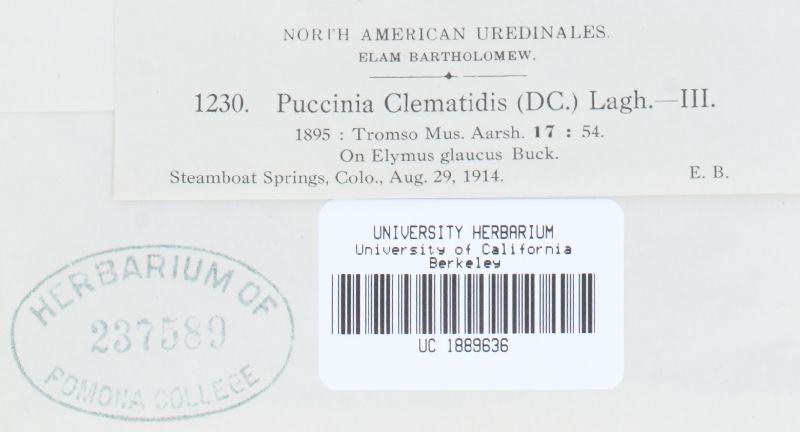 NORTH AMERICAN UREDINALES.
ELAM BARTHOLOMEW.
1230. Puccinia Clematidis (DC.) Lagh.—III.
1895 : Tromso Mus. Aarsh. 17 : 54.
On Elymus glaucus Buck.
Steamboat Springs, Colo., Aug. 29, 1914. E. B.
UNIVERSITY HERBARIUM
University of California
Berkeley
UC 1889636
HERBARIUM OF
237589
POMONA COLLEGE